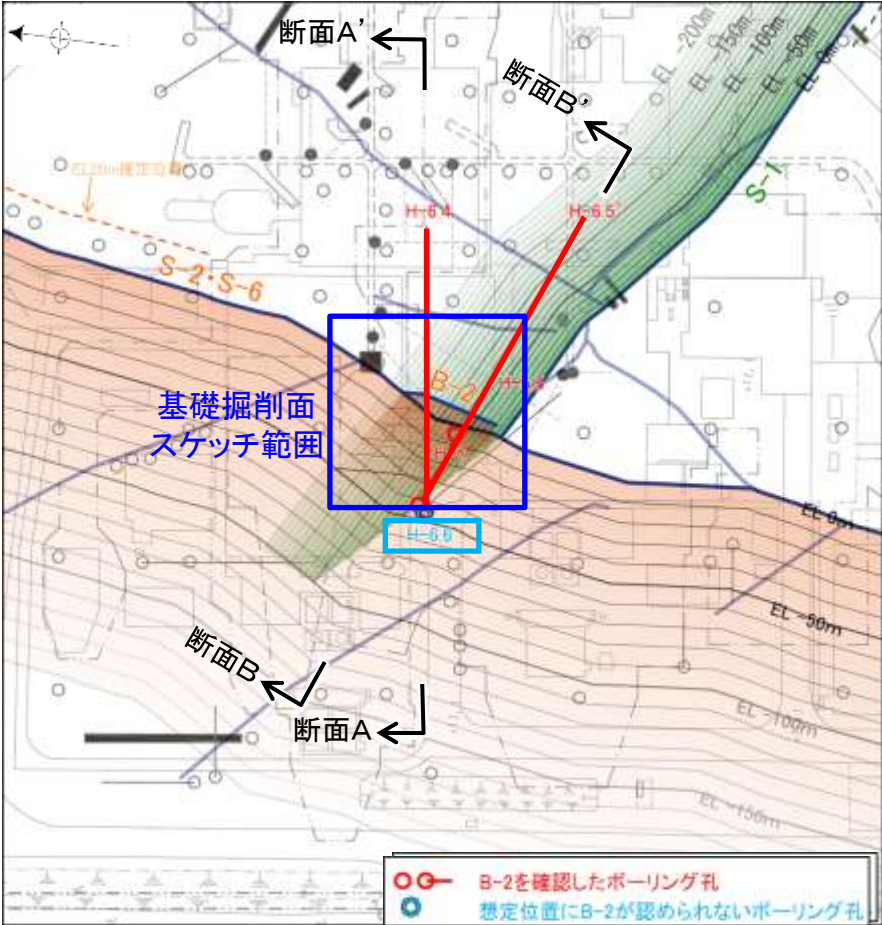 断面A’
断面B’
EL -200m
EL -150m
EL -100m
EL -50m
EL 0m
S-1
H-6.4
H-6.5'
S-2・S-6
B-2
基礎掘削面
スケッチ範囲
H-6.6
EL 0m
EL -50m
断面B
断面A
EL -100m
EL -150m
B-2を確認したボーリング孔
想定位置にB-2が認められないボーリング孔